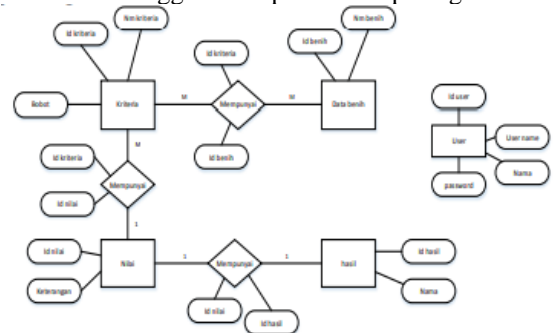 Nm kriteria
Nm benih
Id kriteria
Id kriteria
Id benih
Bobot
Kriteria
M
Mempunyai
M
Data benih
Id user
User
User name
Nama
password
Id benih
M
Id kriteria
Id nilai
Mempunyai
1
Id nilai
Keterangan
Nilai
1
Mempunyai
1
hasil
Id hasil
Nama
Id nilai
Id hasil